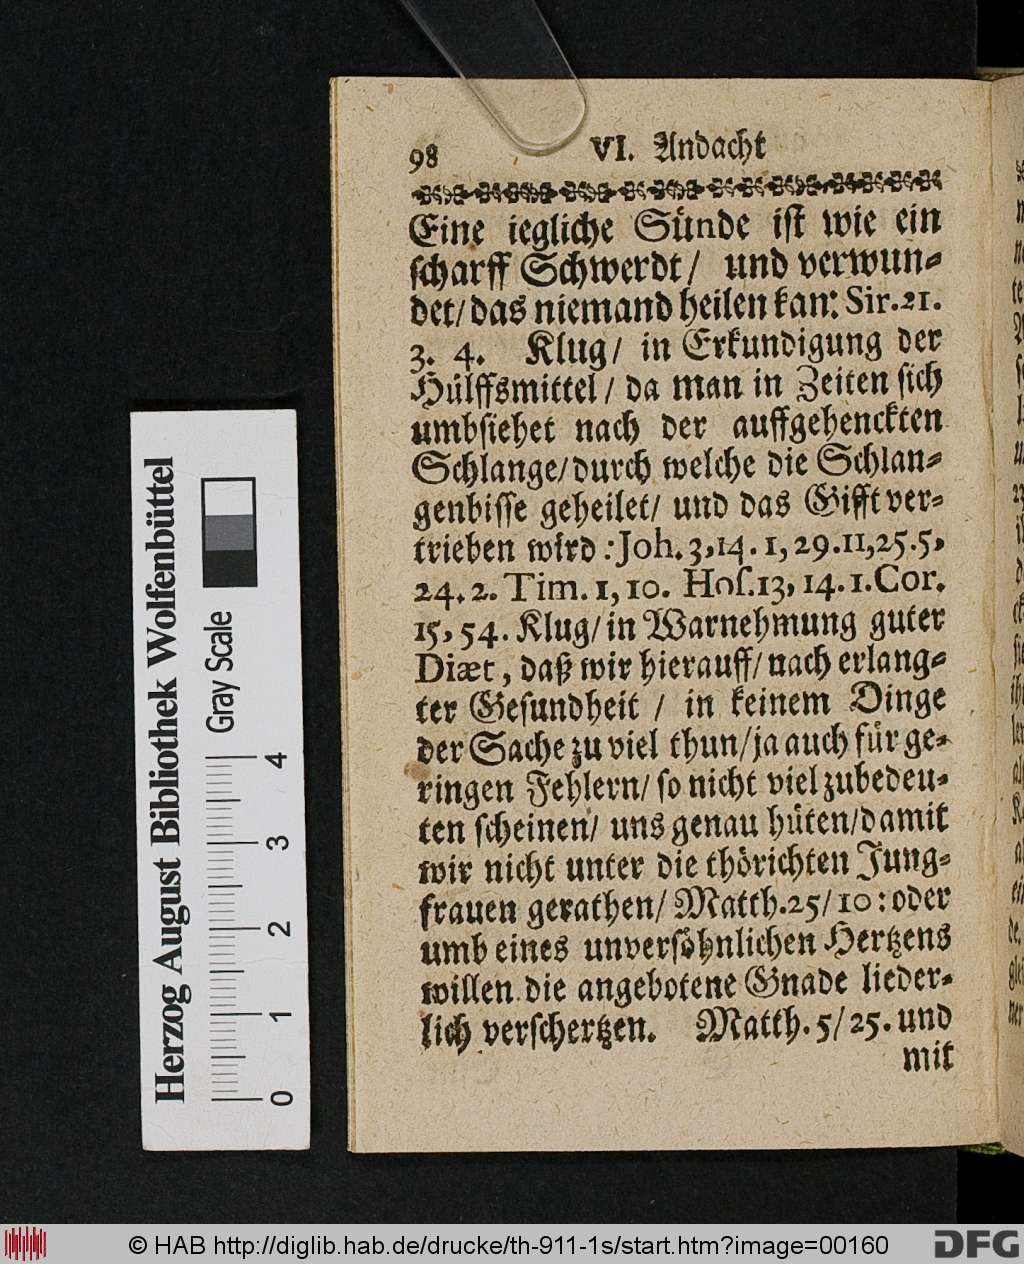 98 VI. Andacht
Eine iegliche Sünde ist wie ein
scharff Schwerdt/ und verwun-
det/das niemand heilen kan: Sir.21.
3. 4. Klug/ in Erkundigung der
Hülffsmittel/ da man in Zeiten sich
umbsiehet nach der auffgehenckten
Schlange/durch welche die Schlan-
genbisse geheilet/ und das Gifft ver-
trieben wird: Joh. 3,14. 1,29. 11,25. 5,
24. 2. Tim. 1,10. Hos. 13, 14. 1. Cor.
15, 54. Klug/in Warnehmung guter
Diæt, daß wir hierauff/ nach erlang-
ter Gesundheit / in keinem Dinge
der Sache zu viel thun/ja auch für ge-
ringen Fehlern/ so nicht viel zubedeu-
ten scheinen/ uns genau hüten/damit
wir nicht unter die thörichten Jung-
frauen gerathen/ Matth.25/10: oder
umb eines unversöhnlichen Hertzens
willen die angebotene Gnade lieder-
lich verschertzen. Matth. 5/25. und
mit
Herzog August Bibliothek Wolfenbüttel
Gray Scale
0 1 2 3 4
© HAB http://diglib.hab.de/drucke/th-911-1s/start.htm?image=00160
DFG